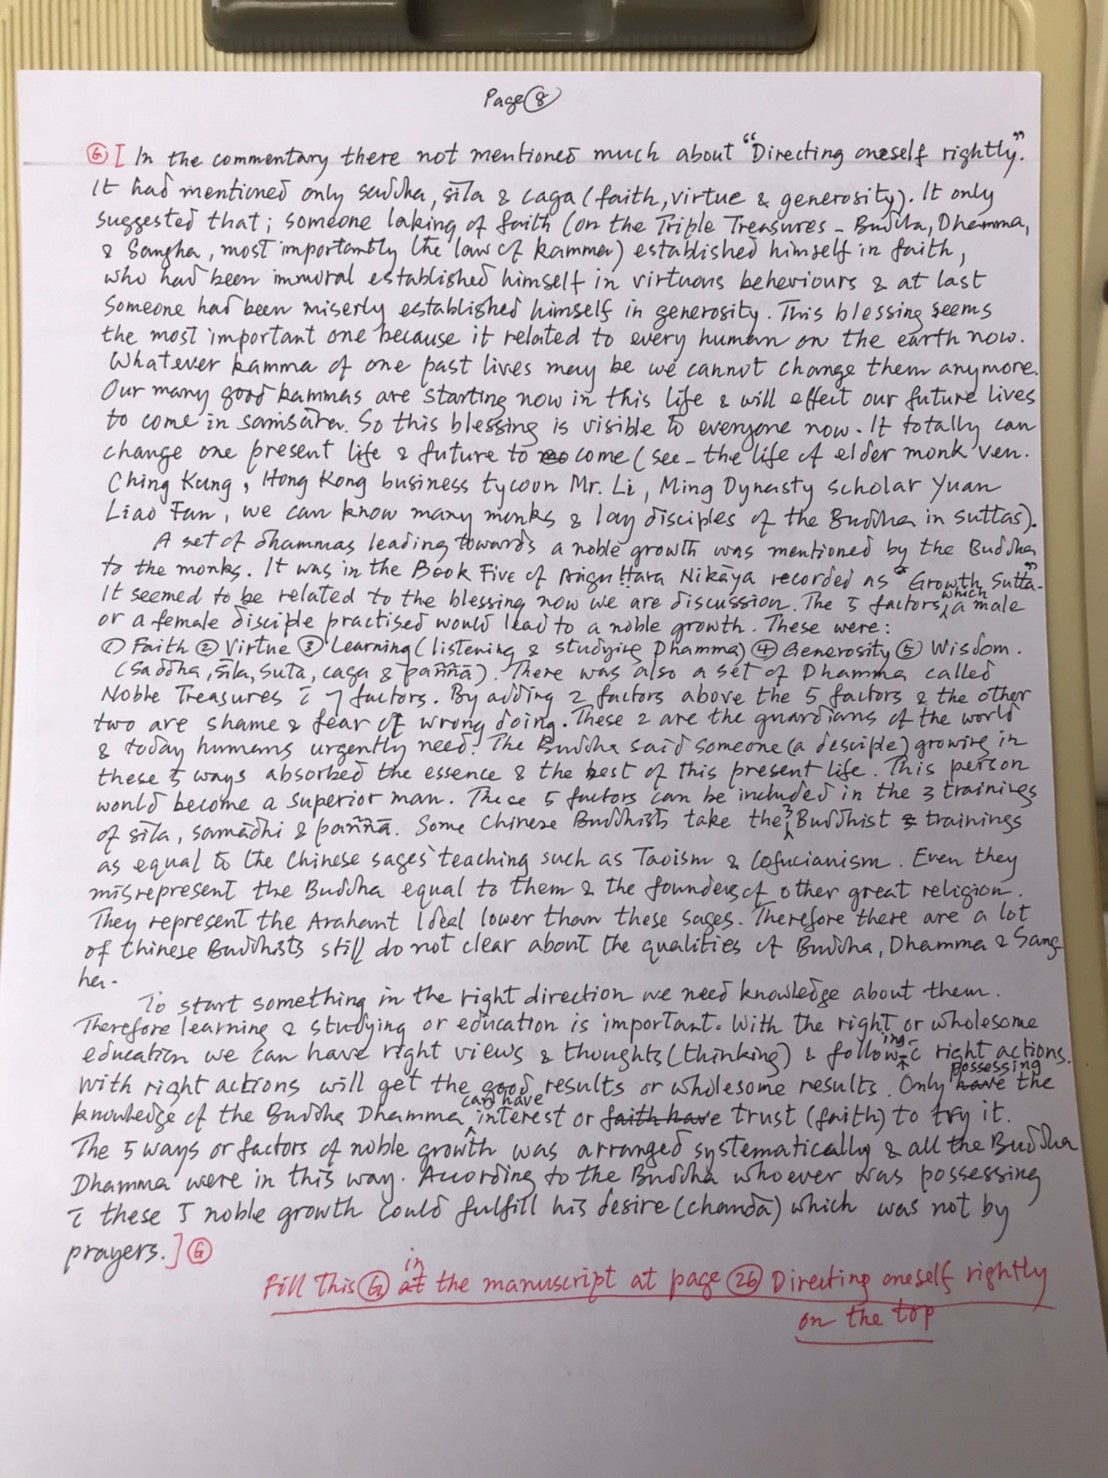 Page ⑧
Ⓖ [ In the commentary there not mentioned much about "Directing oneself rightly".
It had mentioned only saddha, sīla & caga (faith, virtue & generosity). It only
suggested that; someone laking of faith (on the Triple Treasures - Buddha, Dhamma,
& Sangha, most importantly the law of kamma) established himself in faith,
who had been immoral established himself in virtuous beheviours & at last
someone had been miserly established himself in generosity. This blessing seems
the most important one because it related to every human on the earth now.
Whatever kamma of one past lives may be we cannot change them anymore.
Our many good kammas are starting now in this life & will effect our future lives
to come in samsāra. So this blessing is visible to everyone now. It totally can
change one present life & future to come (see - the life of elder monk Ven.
Ching Kung, Hong Kong business tycoon Mr. Li, Ming Dynasty scholar Yuan
Liao Fan, we can know many monks & lay disciples of the Buddha in suttas).
A set of dhammas leading towards a noble growth was mentioned by the Buddha
to the monks. It was in the Book Five of Anguttara Nikāya recorded as "Growth Sutta-"
It seemed to be related to the blessing now we are discussion. The 5 factors which a male
or a female disciple practised would lead to a noble growth. These were:
① Faith ② Virtue ③ Learning (listening & studying Dhamma) ④ Generosity ⑤ Wisdom.
(Saddha, sīla, suta, caga & paññā). There was also a set of Dhamma called
Noble Treasures c̄ 7 factors. By adding 2 factors above the 5 factors & the other
two are shame & fear of wrong doing. These 2 are the guardians of the world
& today humans urgently need. The Buddha said someone (a desciple) growing in
these 5 ways absorbed the essence & the best of this present life. This person
would become a superior man. These 5 factors can be included in the 3 trainings
of sīla, samādhi & paññā. Some Chinese Buddhists take the 3 Buddhist trainings
as equal to the Chinese sages' teaching such as Taoism & Cofucianism. Even they
misrepresent the Buddha equal to them & the founders of other great religion.
They represent the Arahant Ideal lower than these sages. Therefore there are a lot
of Chinese Buddhists still do not clear about the qualities of Buddha, Dhamma & Sang
ha.
To start something in the right direction we need knowledge about them.
Therefore learning & studying or education is important. With the right or wholesome
education we can have right views & thoughts (thinking) & following c̄ right actions.
With right actions will get the good results or wholesome results. Only have possessing the
knowledge of the Buddha Dhamma can have interest or faith have trust (faith) to try it.
The 5 ways or factors of noble growth was arranged systematically & all the Buddha
Dhamma were in this way. According to the Buddha whoever was possessing
c̄ these 5 noble growth could fulfill his desire (chanda) which was not by
prayers. ] Ⓖ
Fill this Ⓖ at in the manuscript at page ㉖ Directing oneself rightly
on the top